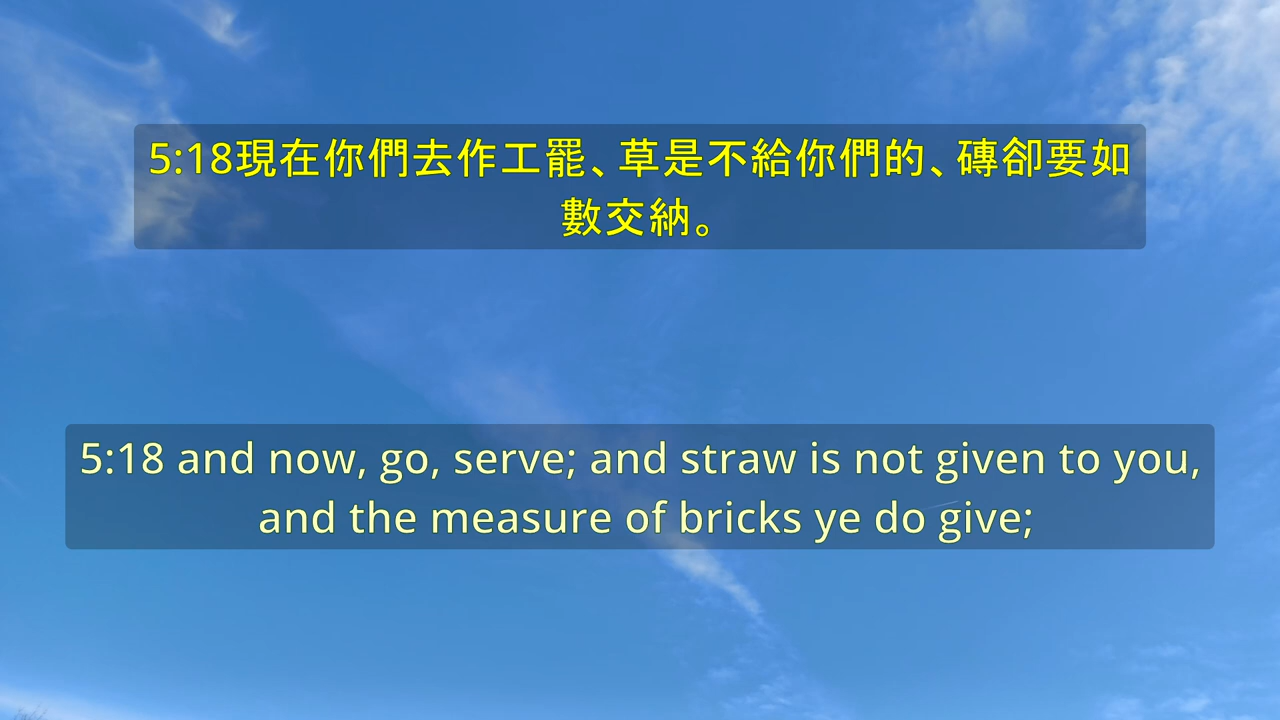 5:18現在你們去作工罷、草是不給你們的、磚卻要如
數交納。
5:18 and now, go, serve; and straw is not given to you,
and the measure of bricks ye do give;